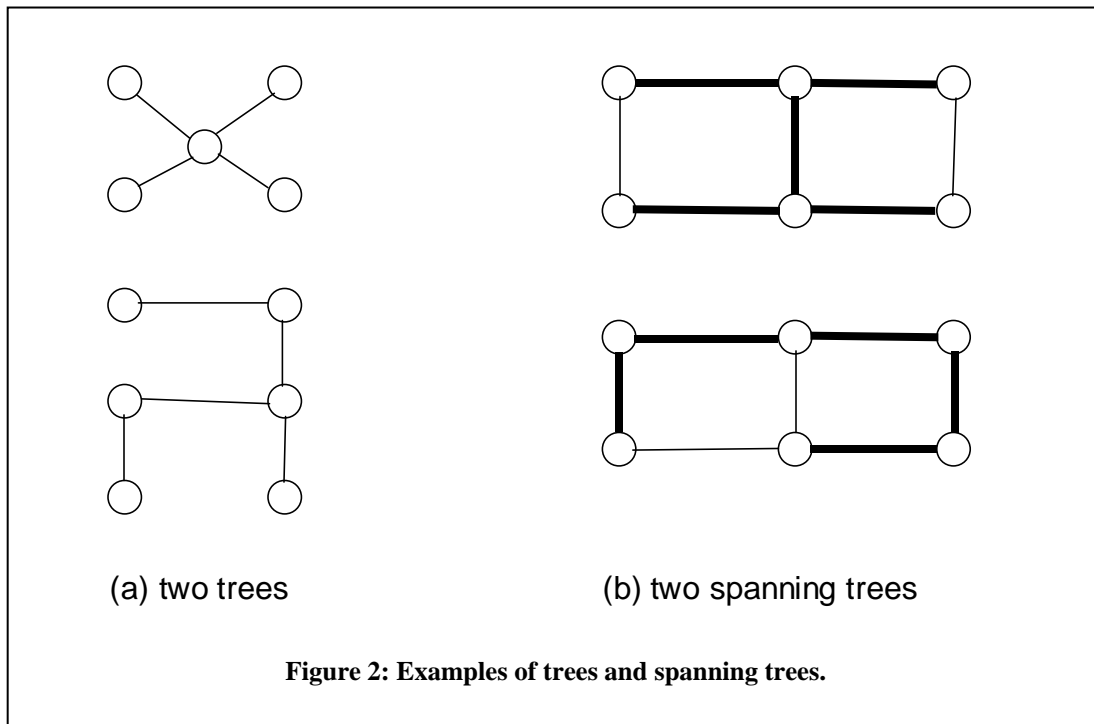 (a) two trees
(b) two spanning trees
Figure 2: Examples of trees and spanning trees.